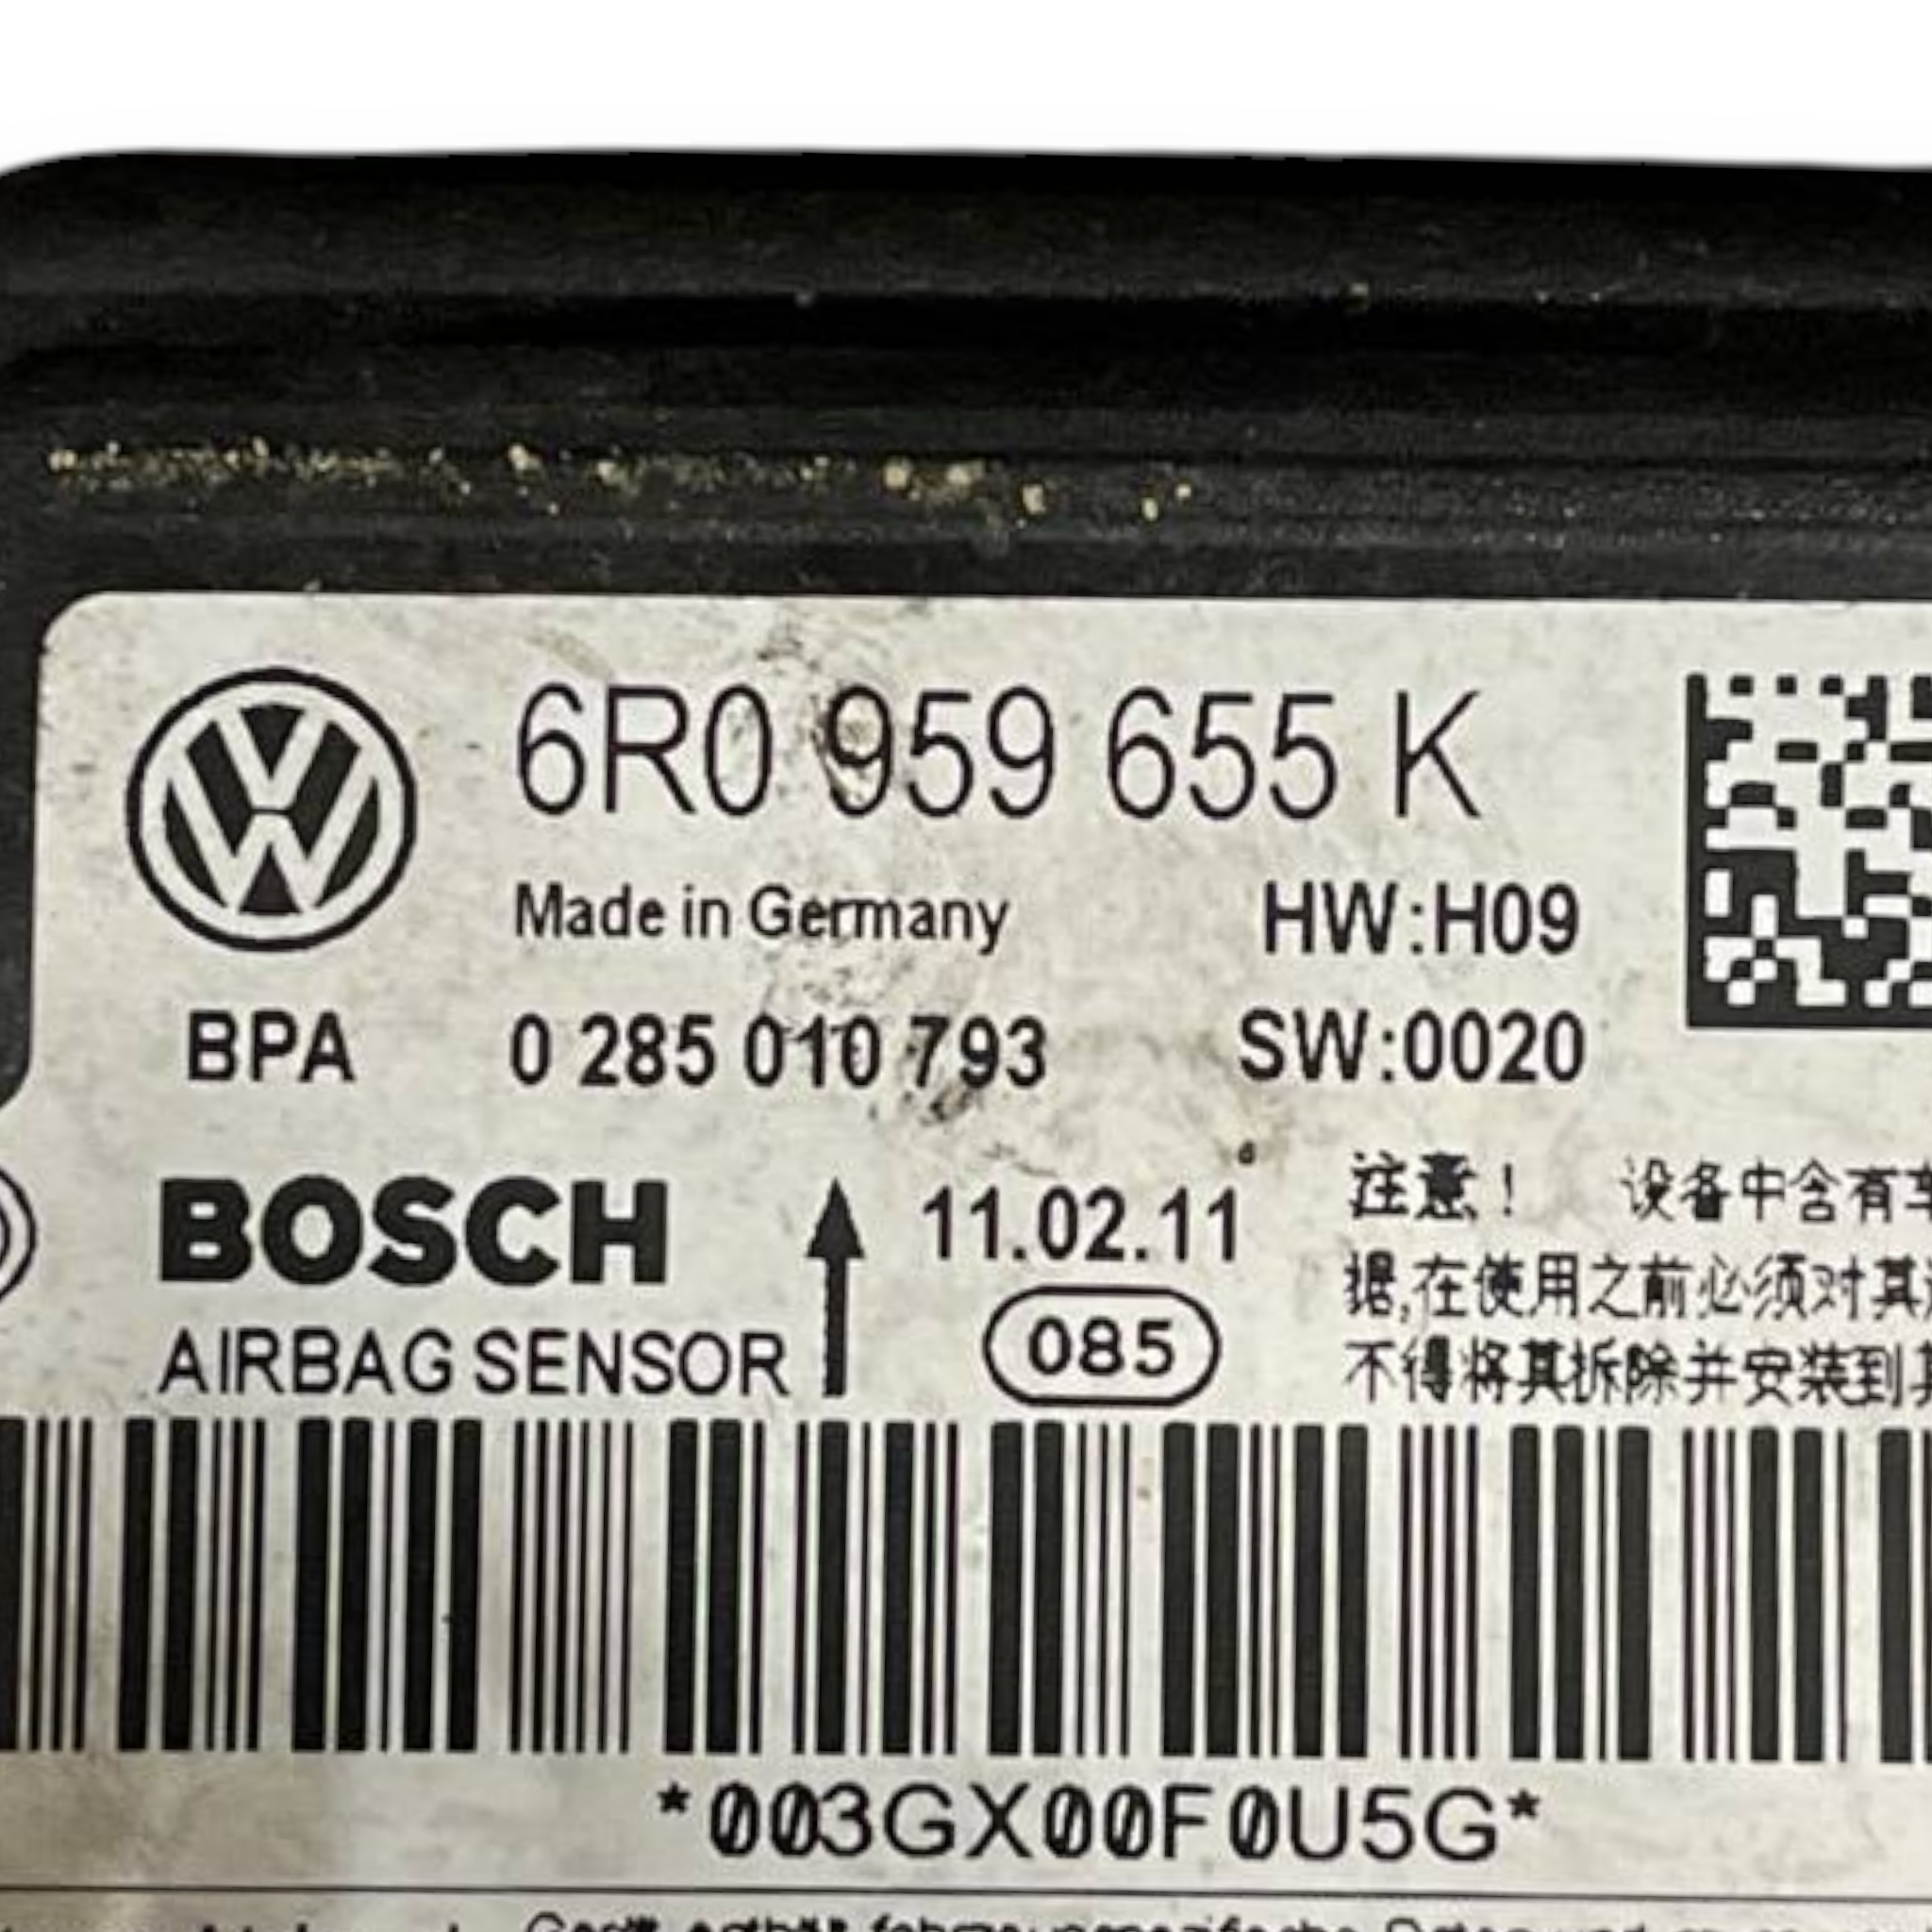 6R0 959 655 K
Made in Germany HW:H09
BPA 0 285 010 793 SW:0020
BOSCH 11.02.11
AIRBAG SENSOR 085
注意！ 设备中含有
据,在使用之前必须对其
不得将其拆除并安装到
*003GX00F0U5G*